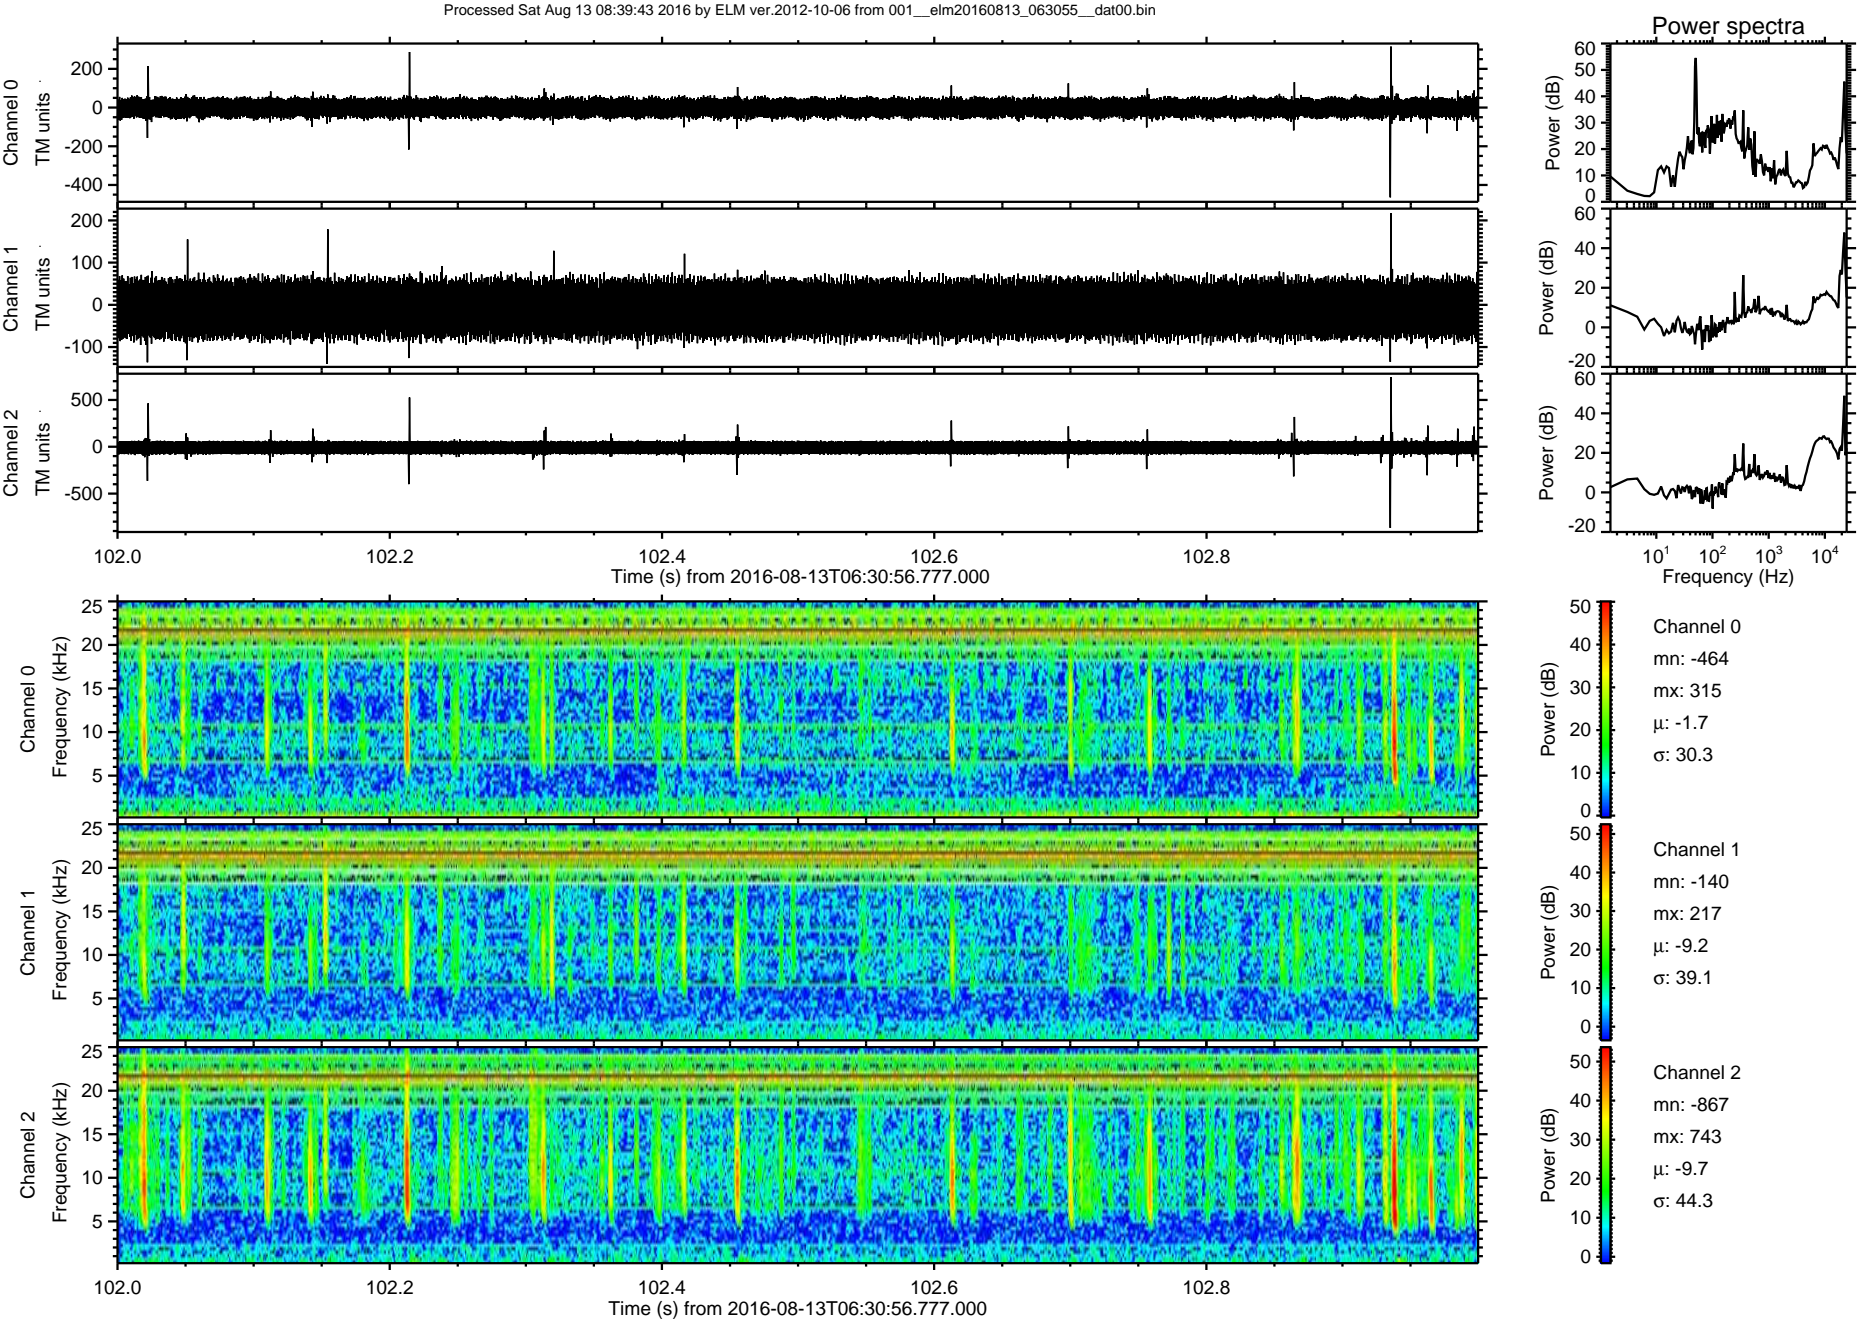 Processed Sat Aug 13 08:39:43 2016 by ELM ver.2012-10-06 from 001__elm20160813_063055__dat00.bin
Power spectra
Channel 0
TM units
200
0
-200
-400
Power (dB)
60
50
40
30
20
10
0
Channel 1
TM units
200
100
0
-100
Power (dB)
60
40
20
0
-20
Channel 2
TM units
500
0
-500
Power (dB)
60
40
20
0
-20
102.0
102.2
102.4
102.6
102.8
Time (s) from 2016-08-13T06:30:56.777.000
10^1
10^2
10^3
10^4
Frequency (Hz)
Channel 0
Frequency (kHz)
25
20
15
10
5
Power (dB)
50
40
30
20
10
0
Channel 0
mn: -464
mx: 315
μ: -1.7
σ: 30.3
Channel 1
Frequency (kHz)
25
20
15
10
5
Power (dB)
50
40
30
20
10
0
Channel 1
mn: -140
mx: 217
μ: -9.2
σ: 39.1
Channel 2
Frequency (kHz)
25
20
15
10
5
Power (dB)
50
40
30
20
10
0
Channel 2
mn: -867
mx: 743
μ: -9.7
σ: 44.3
102.0
102.2
102.4
102.6
102.8
Time (s) from 2016-08-13T06:30:56.777.000